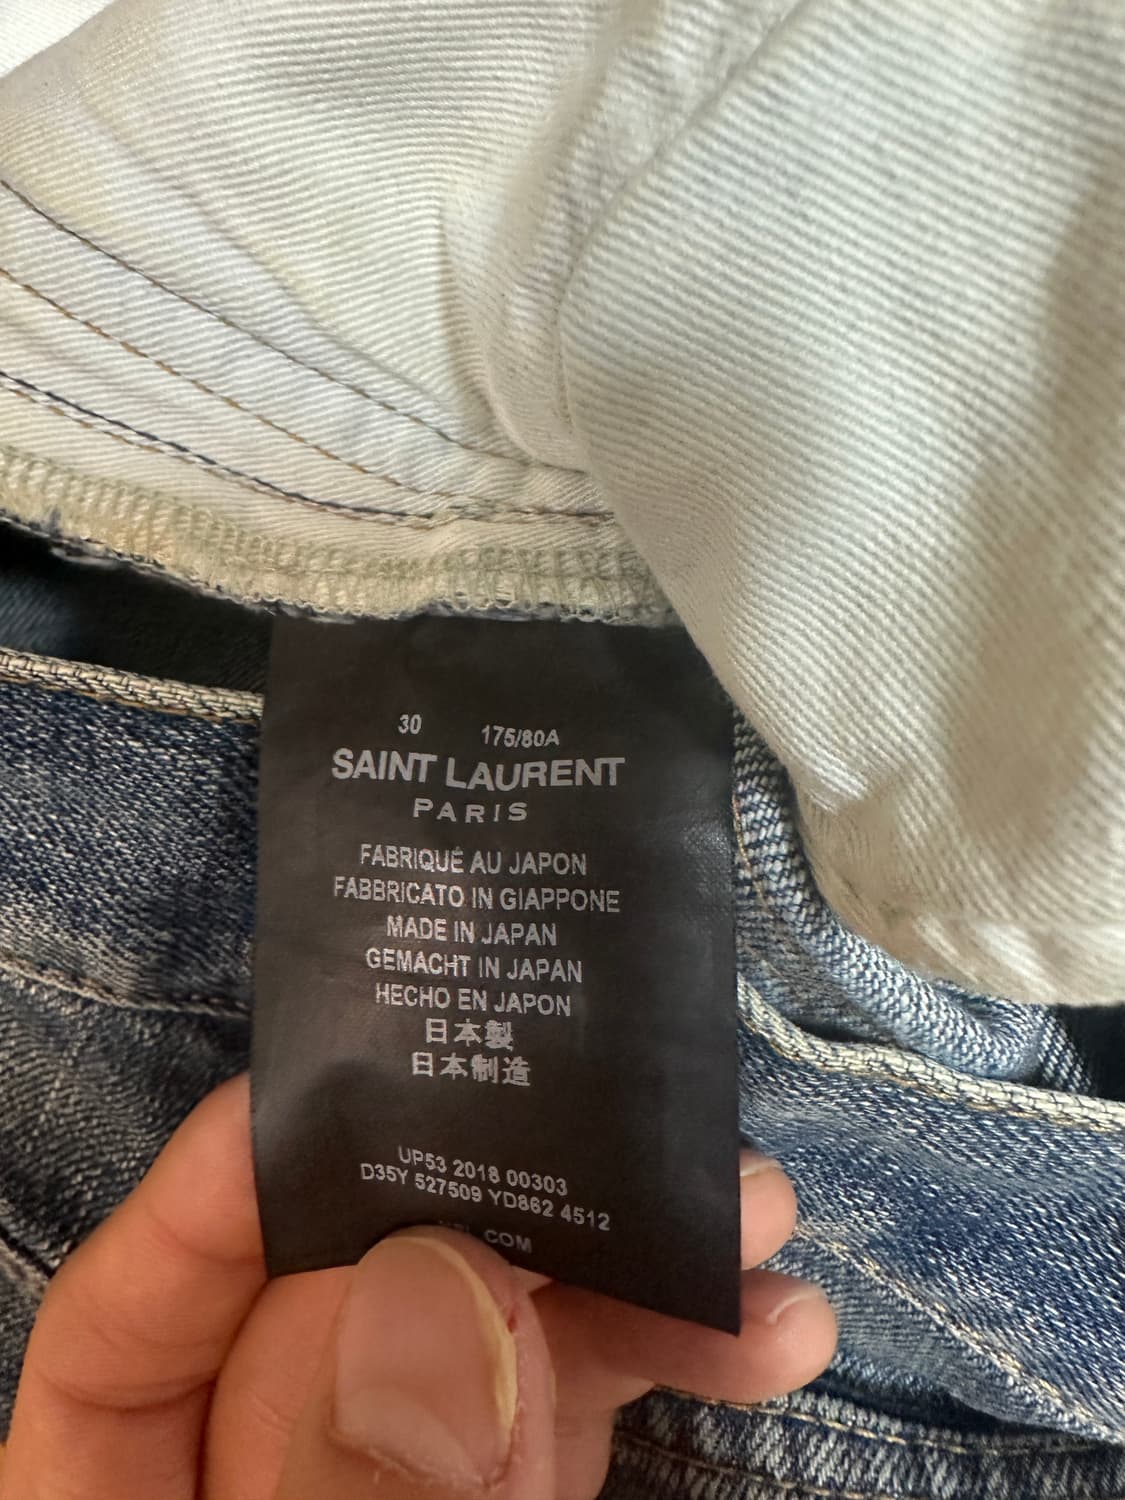 30 175/80A
SAINT LAURENT
PARIS
FABRIQUÉ AU JAPON
FABBRICATO IN GIAPPONE
MADE IN JAPAN
GEMACHT IN JAPAN
HECHO EN JAPON
日本製
日本制造
UP53 2018 00303
D35Y 527509 YD862 4512
.COM